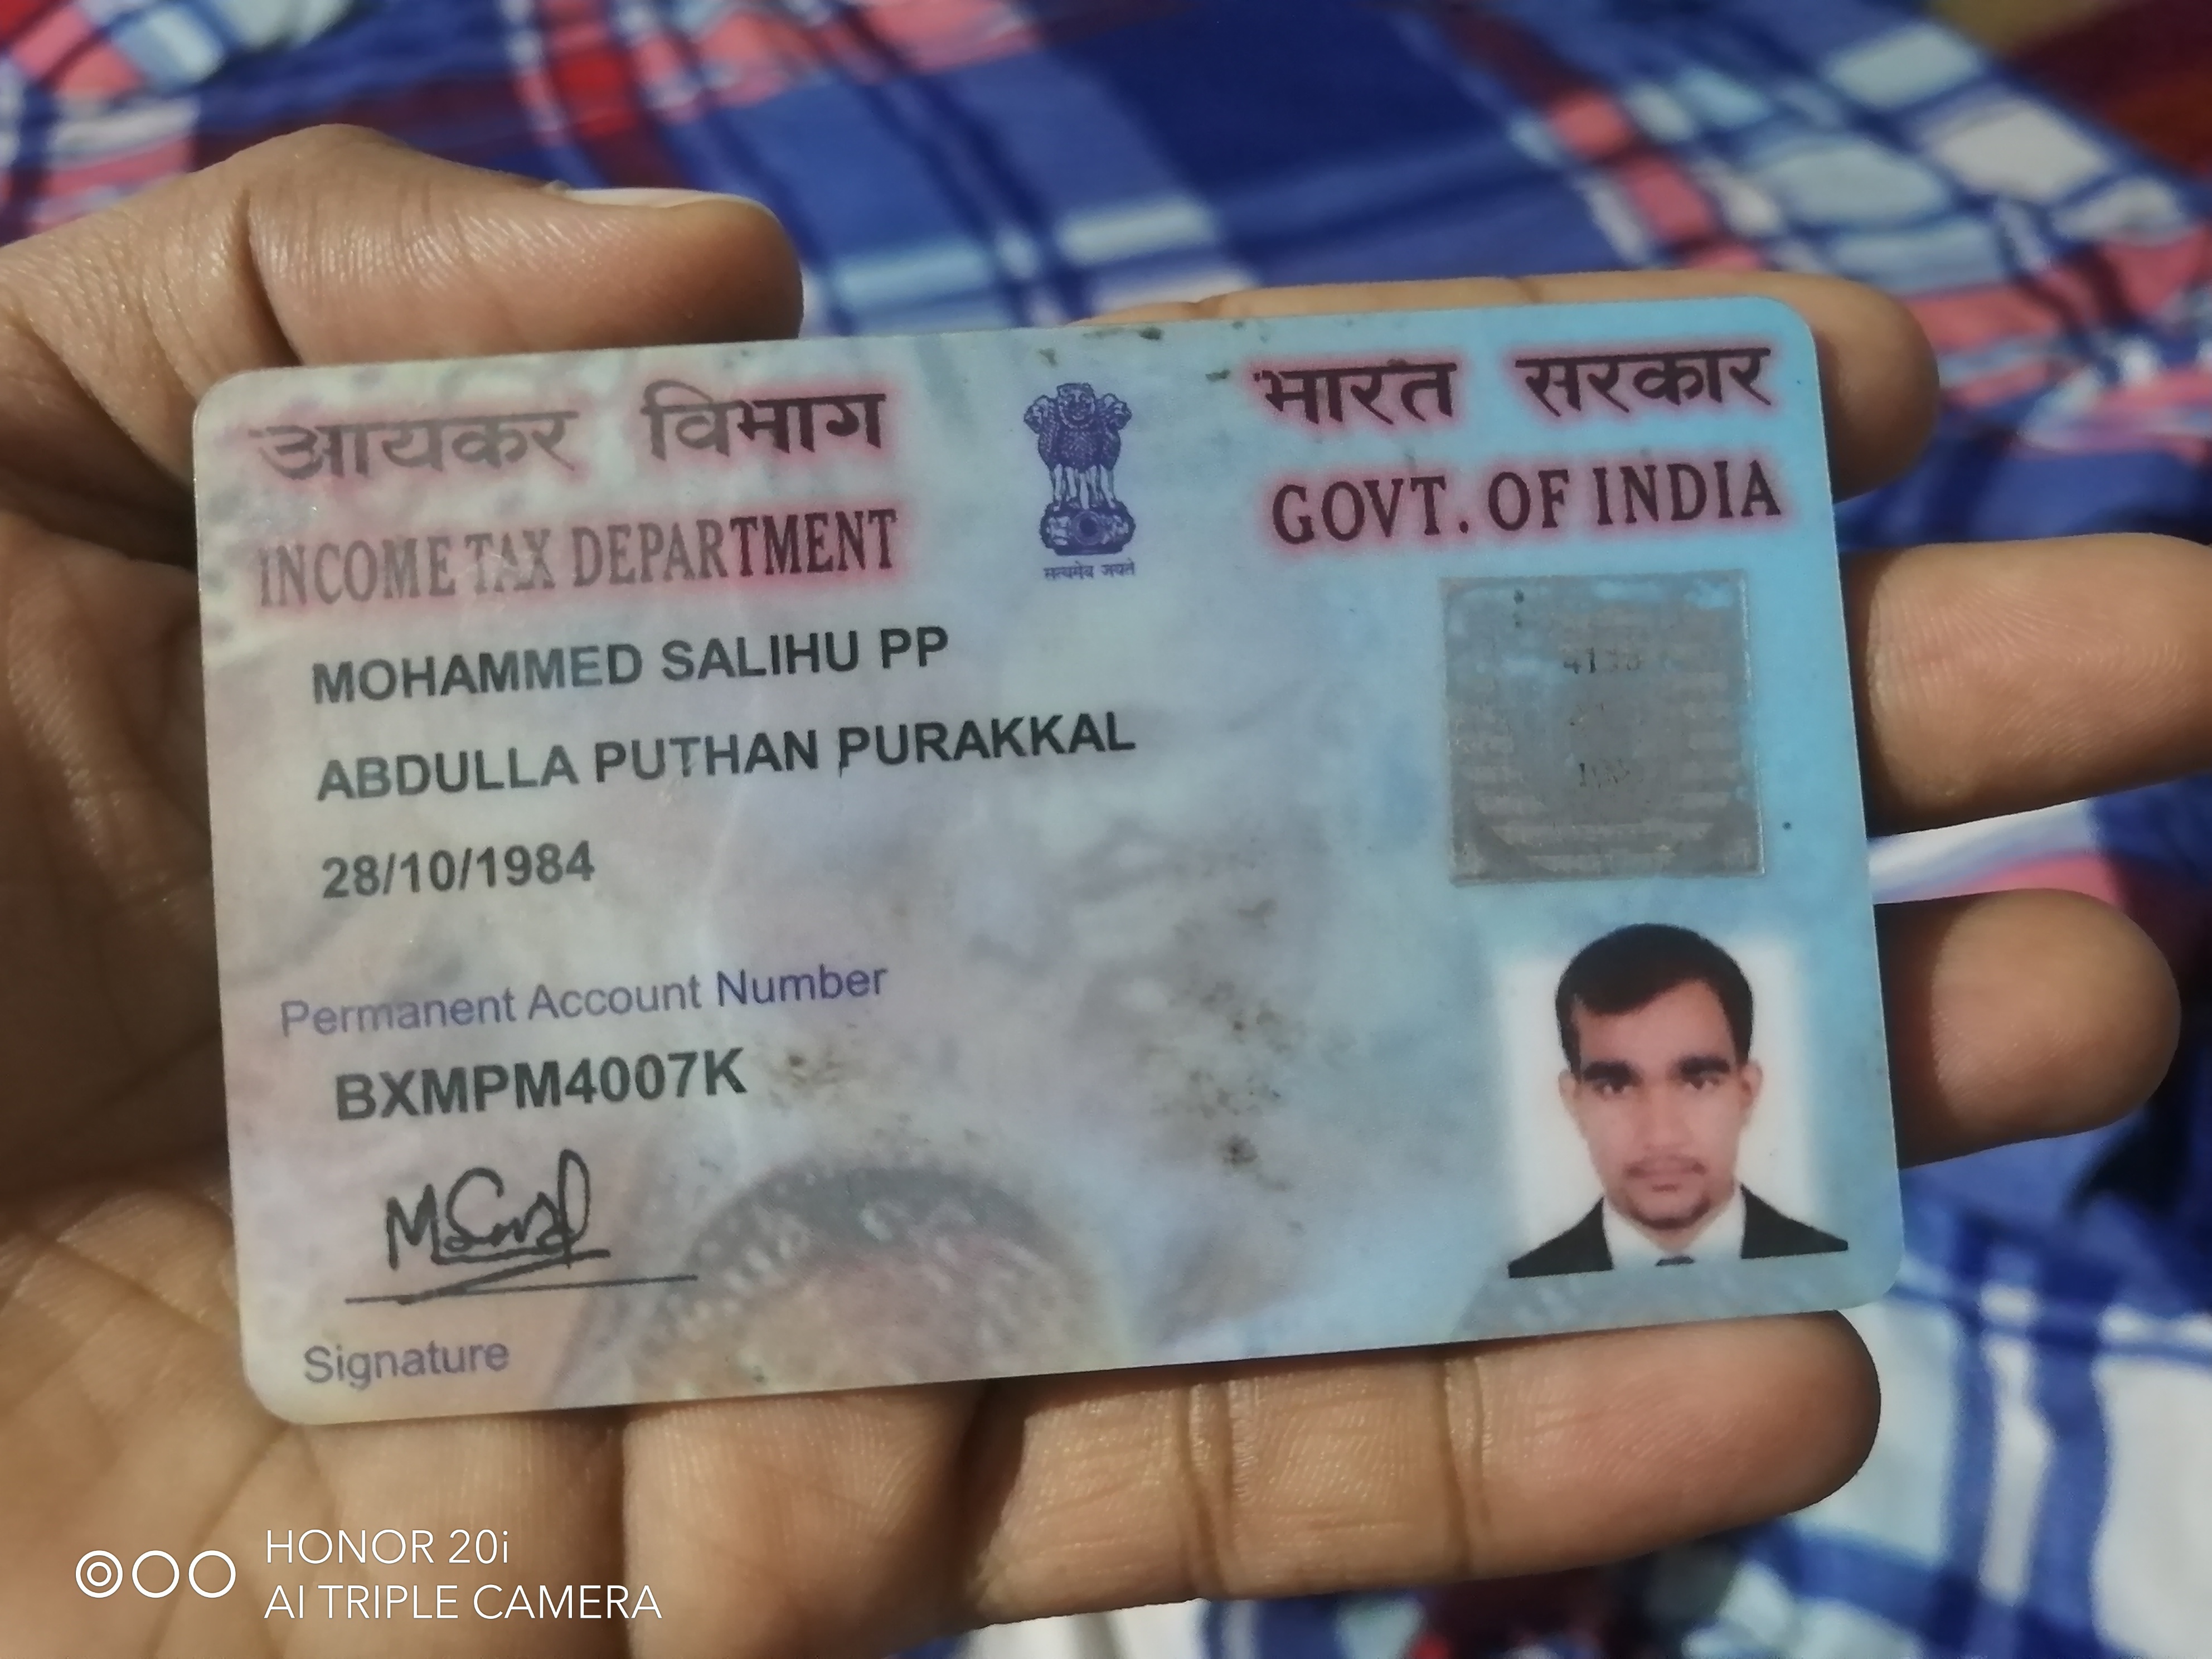 आयकर विभाग
INCOME TAX DEPARTMENT
सत्यमेव जयते
भारत सरकार
GOVT. OF INDIA
MOHAMMED SALIHU PP
ABDULLA PUTHAN PURAKKAL
28/10/1984
Permanent Account Number
BXMPM4007K
Signature
HONOR 20i
AI TRIPLE CAMERA